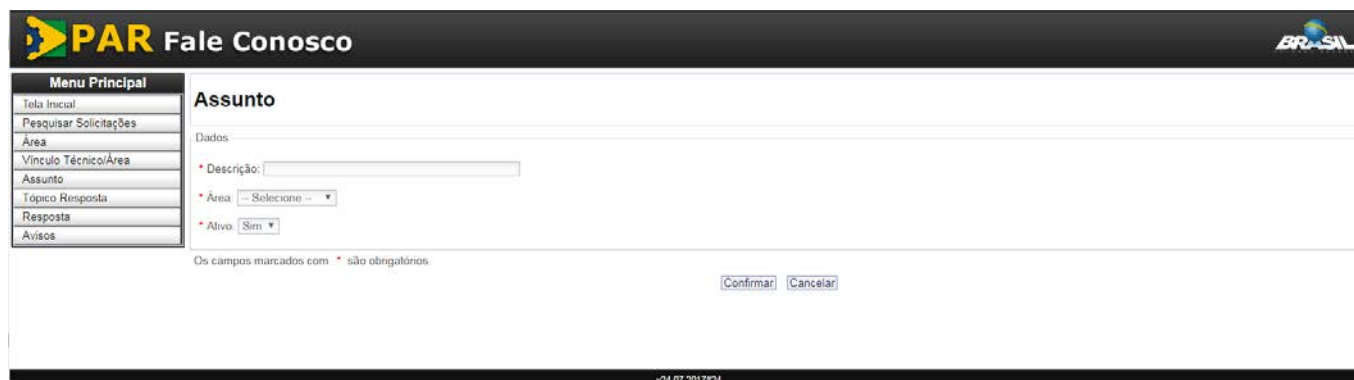 PAR Fale Conosco
BRASIL
Menu Principal
Tela Inicial
Pesquisar Solicitações
Área
Vínculo Técnico/Área
Assunto
Tópico Resposta
Resposta
Avisos
Assunto
Dados
* Descrição:
* Área: -- Selecione --
* Ativo: Sim
Os campos marcados com * são obrigatórios
Confirmar Cancelar